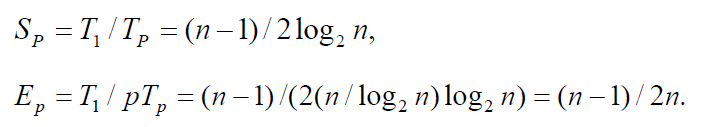 S_P = T_1 / T_P = (n − 1) / 2 log_2 n,
E_p = T_1 / pT_p = (n − 1) /(2(n / log_2 n) log_2 n) = (n − 1) / 2n.